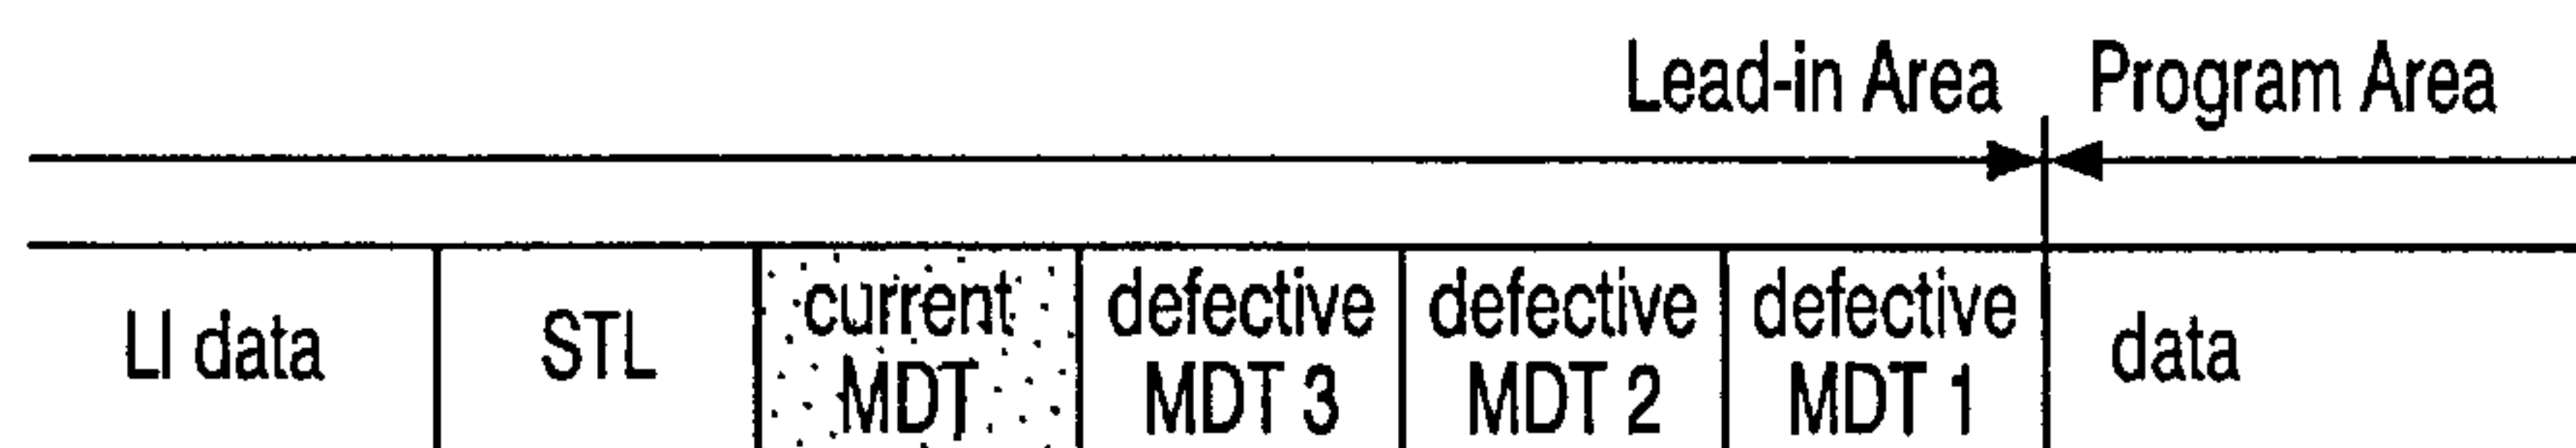 Lead-in Area Program Area
LI data STL current MDT defective MDT 3 defective MDT 2 defective MDT 1 data